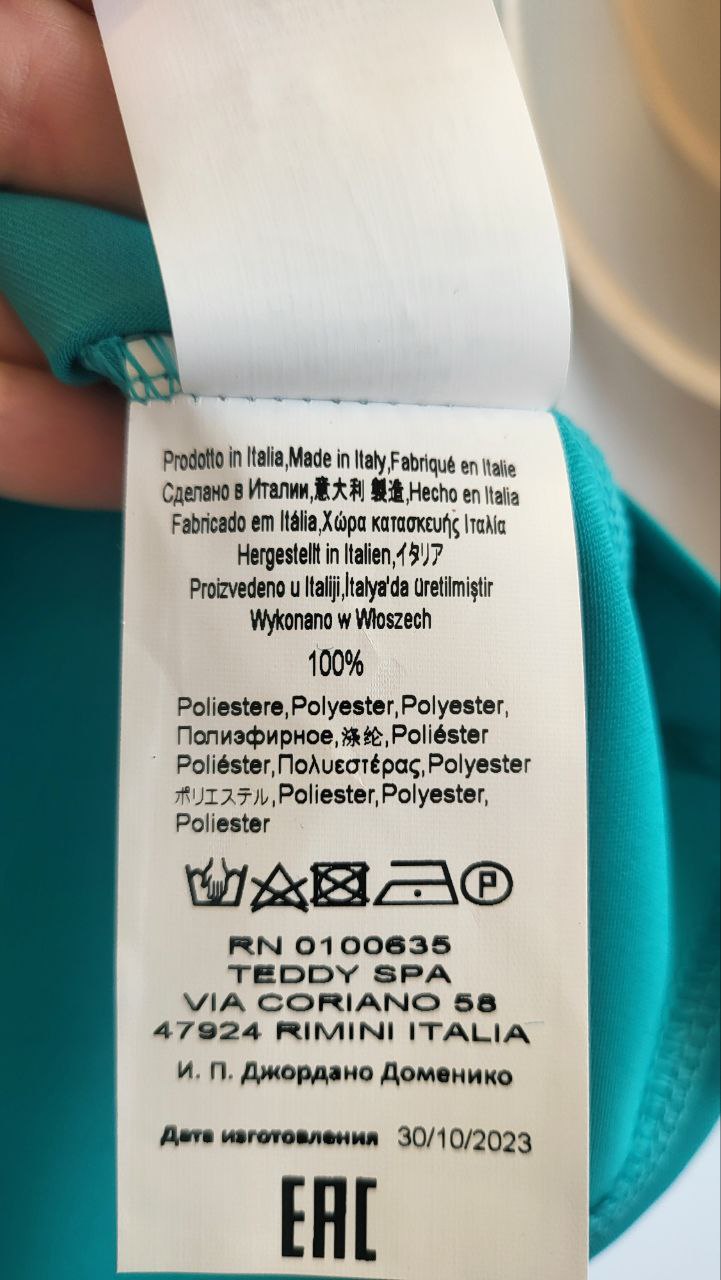 Prodotto in Italia,Made in Italy,Fabriqué en Italie
Сделано в Италии,意大利 製造,Hecho en Italia
Fabricado em Itália,Χώρα κατασκευής Ιταλία
Hergestellt in Italien,イタリア
Proizvedeno u Italiji,İtalya'da üretilmiştir
Wykonano w Włoszech
100%
Poliestere,Polyester,Polyester,
Полиэфирное,涤纶,Poliéster
Poliéster,Πολυεστέρας,Polyester
ポリエステル,Poliester,Polyester,
Poliester
P
RN 0100635
TEDDY SPA
VIA CORIANO 58
47924 RIMINI ITALIA
И. П. Джордано Доменико
Дата изготовления 30/10/2023
EAC